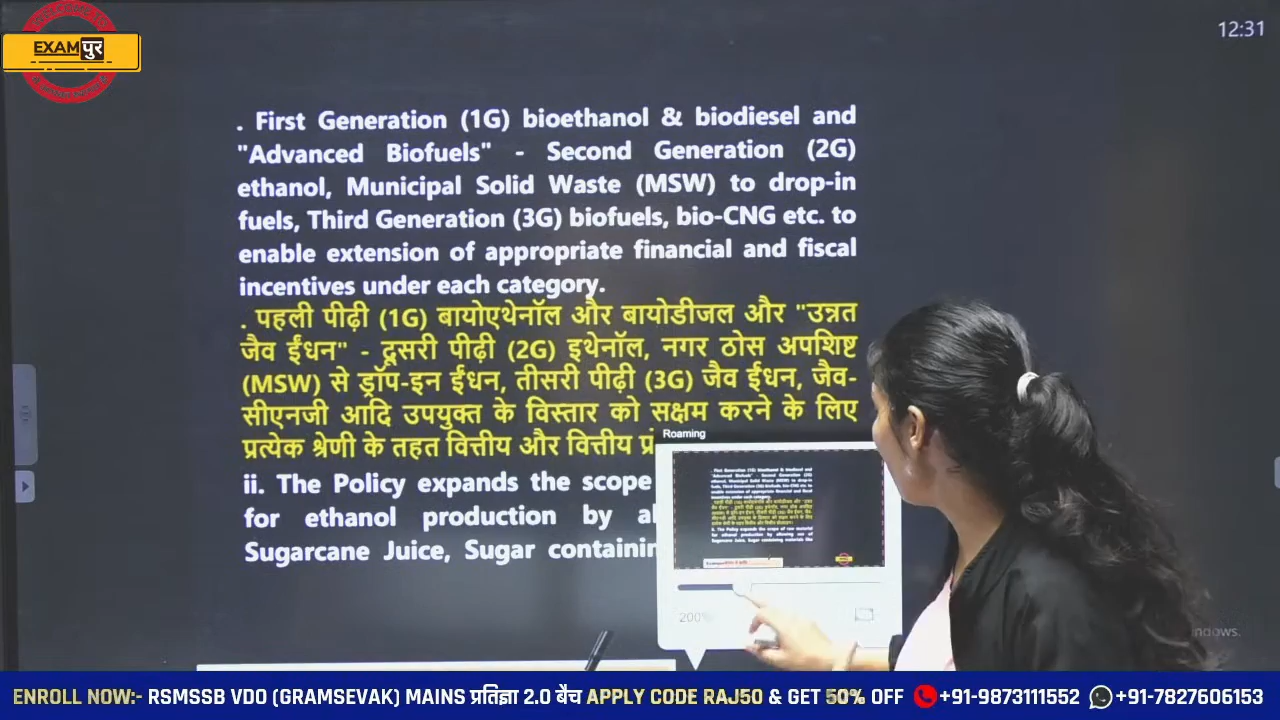 EXAMपुर
12:31
. First Generation (1G) bioethanol & biodiesel and
"Advanced Biofuels" - Second Generation (2G)
ethanol, Municipal Solid Waste (MSW) to drop-in
fuels, Third Generation (3G) biofuels, bio-CNG etc. to
enable extension of appropriate financial and fiscal
incentives under each category.
. पहली पीढ़ी (1G) बायोएथेनॉल और बायोडीजल और "उन्नत
जैव ईंधन" - दूसरी पीढ़ी (2G) इथेनॉल, नगर ठोस अपशिष्ट
(MSW) से ड्रॉप-इन ईंधन, तीसरी पीढ़ी (3G) जैव ईंधन, जैव-
सीएनजी आदि उपयुक्त के विस्तार को सक्षम करने के लिए
प्रत्येक श्रेणी के तहत वित्तीय और वित्तीय
Roaming
ii. The Policy expands the scope
for ethanol production by
Sugarcane Juice, Sugar
200%
ENROLL NOW:- RSMSSB VDO (GRAMSEVAK) MAINS प्रतिज्ञा 2.0 बैच APPLY CODE RAJ50 & GET 50% OFF +91-9873111552 +91-7827606153